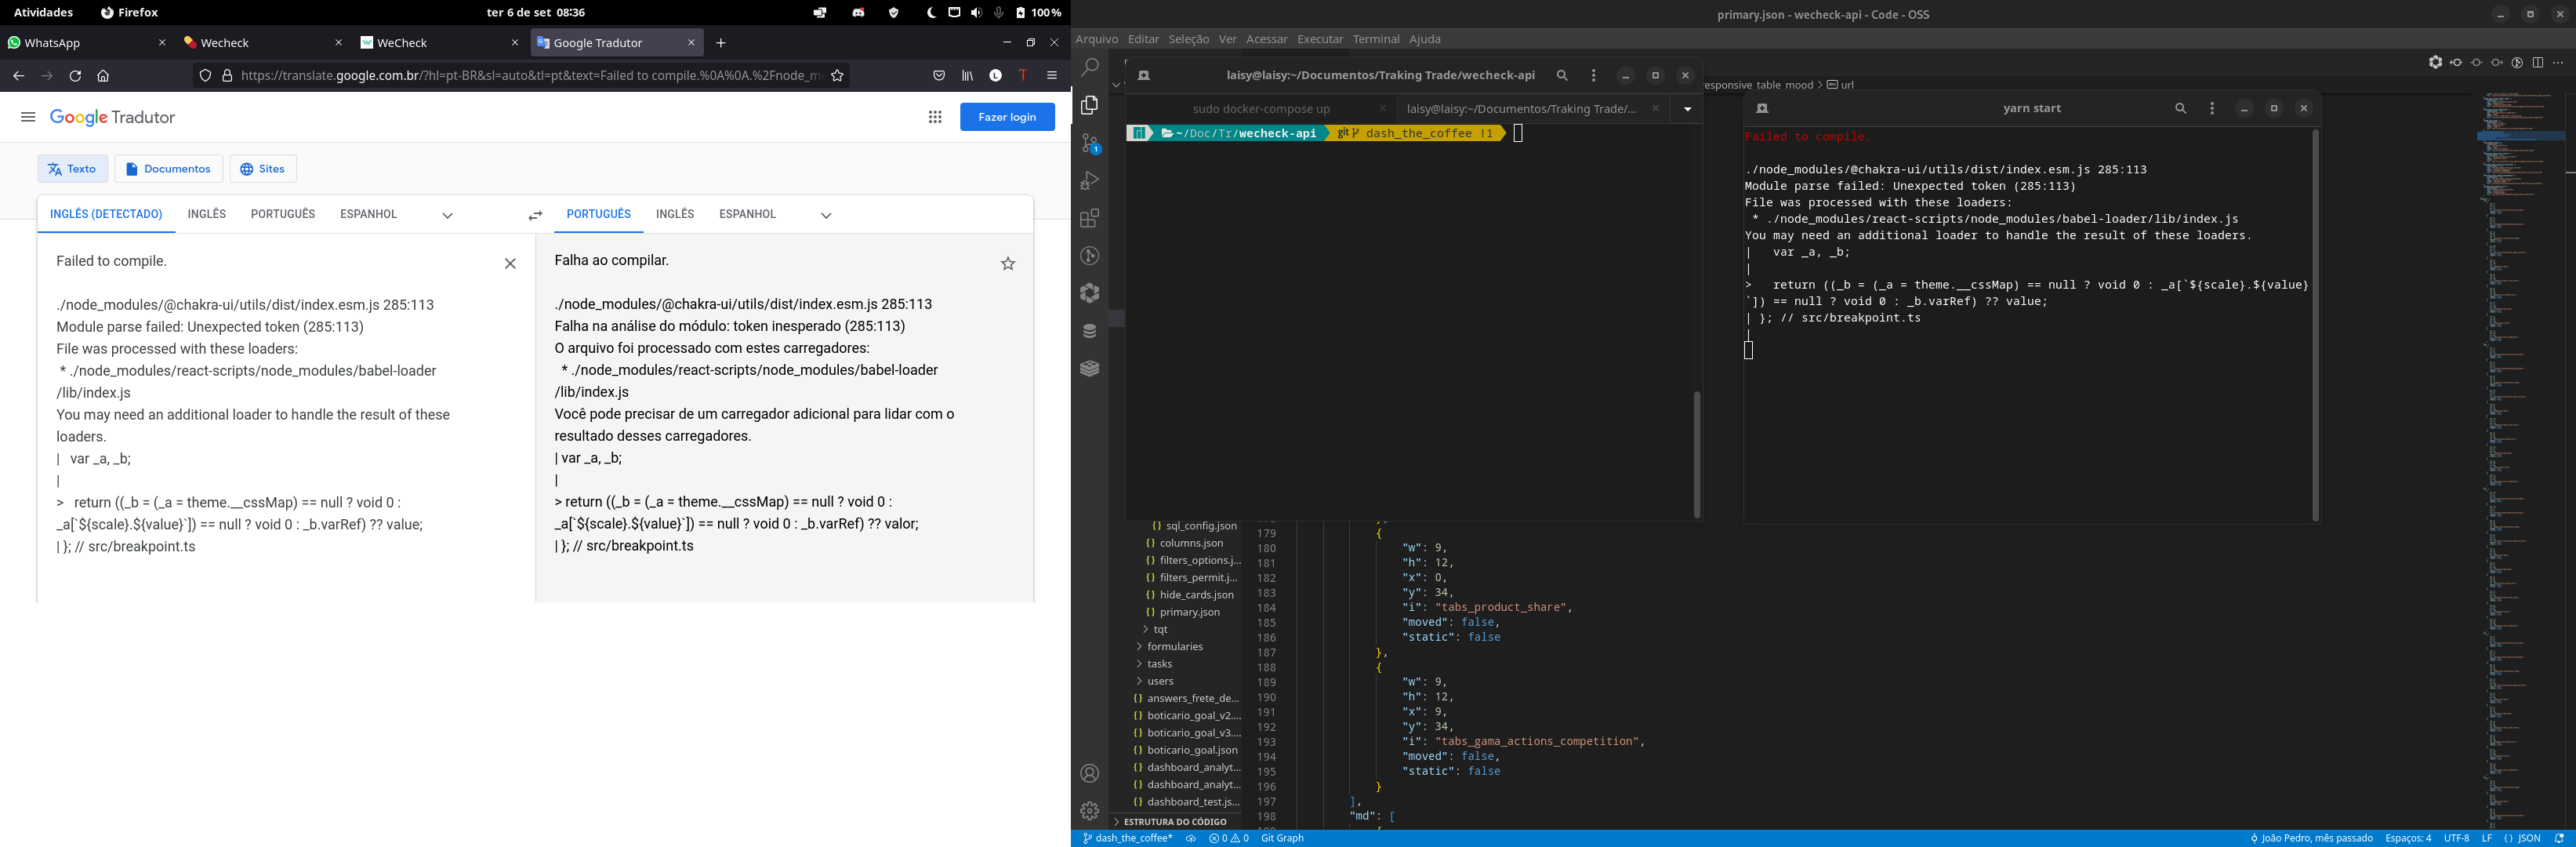 Atividades
Firefox
ter 6 de set 08:36
100 %
WhatsApp
Wecheck
WeCheck
Google Tradutor
https://translate.google.com.br/?hl=pt-BR&sl=auto&tl=pt&text=Failed to compile.%0A%0A.%2Fnode_m
Google Tradutor
Fazer login
Texto
Documentos
Sites
INGLÊS (DETECTADO)
INGLÊS
PORTUGUÊS
ESPANHOL
PORTUGUÊS
INGLÊS
ESPANHOL
Failed to compile.
./node_modules/@chakra-ui/utils/dist/index.esm.js 285:113
Module parse failed: Unexpected token (285:113)
File was processed with these loaders:
* ./node_modules/react-scripts/node_modules/babel-loader
/lib/index.js
You may need an additional loader to handle the result of these
loaders.
| var _a, _b;
|
> return ((_b = (_a = theme.__cssMap) == null ? void 0 :
_a[`${scale}.${value}`]) == null ? void 0 : _b.varRef) ?? value;
| }; // src/breakpoint.ts
Falha ao compilar.
./node_modules/@chakra-ui/utils/dist/index.esm.js 285:113
Falha na análise do módulo: token inesperado (285:113)
O arquivo foi processado com estes carregadores:
* ./node_modules/react-scripts/node_modules/babel-loader
/lib/index.js
Você pode precisar de um carregador adicional para lidar com o
resultado desses carregadores.
| var _a, _b;
|
> return ((_b = (_a = theme.__cssMap) == null ? void 0 :
_a[`${scale}.${value}`]) == null ? void 0 : _b.varRef) ?? valor;
| }; // src/breakpoint.ts
primary.json - wecheck-api - Code - OSS
Arquivo Editar Seleção Ver Acessar Executar Terminal Ajuda
laisy@laisy:~/Documentos/Traking Trade/wecheck-api
sudo docker-compose up
laisy@laisy:~/Documentos/Traking Trade/...
~/Doc/Tr/wecheck-api
git dash_the_coffee !1
esponsive_table_mood > url
yarn start
Failed to compile.
./node_modules/@chakra-ui/utils/dist/index.esm.js 285:113
Module parse failed: Unexpected token (285:113)
File was processed with these loaders:
* ./node_modules/react-scripts/node_modules/babel-loader/lib/index.js
You may need an additional loader to handle the result of these loaders.
| var _a, _b;
|
> return ((_b = (_a = theme.__cssMap) == null ? void 0 : _a[`${scale}.${value}
`]) == null ? void 0 : _b.varRef) ?? value;
| }; // src/breakpoint.ts
|
1
sql_config.json
columns.json
filters_options.j...
filters_permit.j...
hide_cards.json
primary.json
tqt
formularies
tasks
users
answers_frete_de...
boticario_goal_v2....
boticario_goal_v3....
boticario_goal.json
dashboard_analyt...
dashboard_analyt...
dashboard_test.js...
ESTRUTURA DO CÓDIGO
179 {
180 "w": 9,
181 "h": 12,
182 "x": 0,
183 "y": 34,
184 "i": "tabs_product_share",
185 "moved": false,
186 "static": false
187 },
188 {
189 "w": 9,
190 "h": 12,
191 "x": 9,
192 "y": 34,
193 "i": "tabs_gama_actions_competition",
194 "moved": false,
195 "static": false
196 }
197 ],
198 "md": [
dash_the_coffee*
0 0
Git Graph
João Pedro, mês passado
Espaços: 4
UTF-8
LF
{} JSON